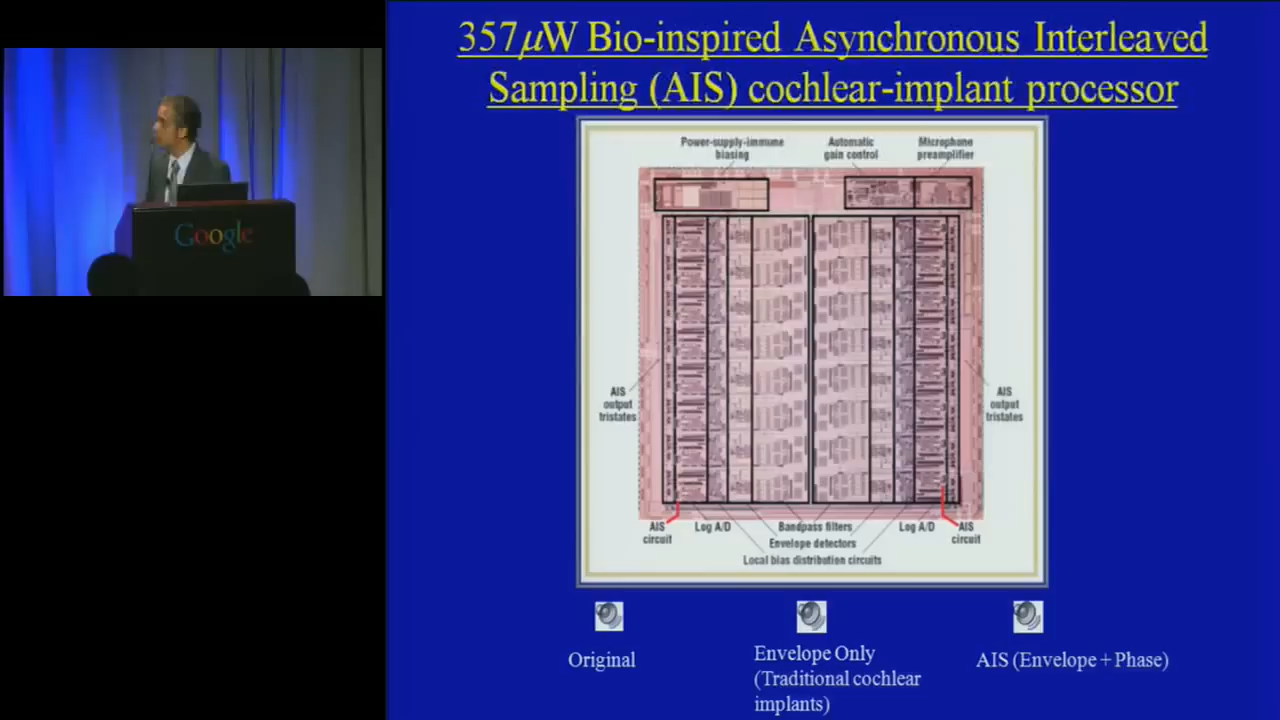 357µW Bio-inspired Asynchronous Interleaved
Sampling (AIS) cochlear-implant processor
Google
Power-supply-immune
biasing
Automatic
gain control
Microphone
preamplifier
AIS
output
tristates
AIS
output
tristates
AIS
circuit
Log A/D
Bandpass filters
Log A/D
AIS
circuit
Envelope detectors
Local bias distribution circuits
Original
Envelope Only
(Traditional cochlear
implants)
AIS (Envelope + Phase)